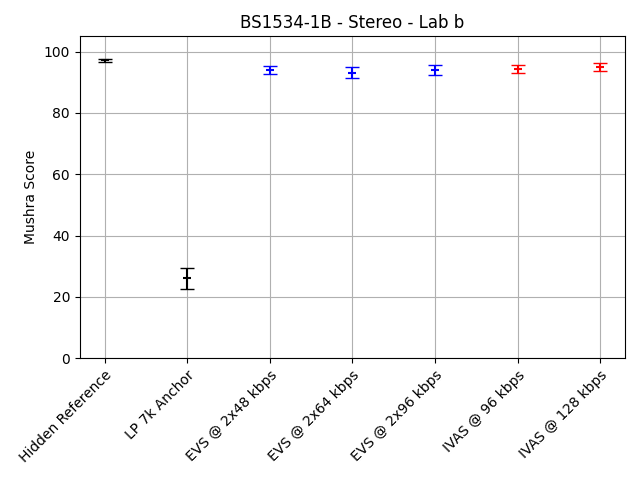 BS1534-1B - Stereo - Lab b
Mushra Score
100
80
60
40
20
0
Hidden Reference
LP 7k Anchor
EVS @ 2x48 kbps
EVS @ 2x64 kbps
EVS @ 2x96 kbps
IVAS @ 96 kbps
IVAS @ 128 kbps